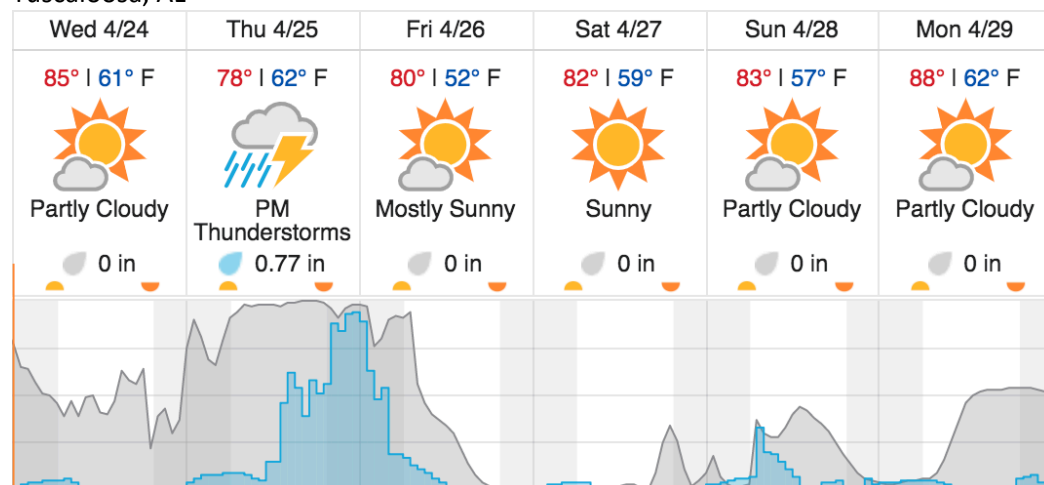 Wed 4/24
Thu 4/25
Fri 4/26
Sat 4/27
Sun 4/28
Mon 4/29
85° | 61° F
78° | 62° F
80° | 52° F
82° | 59° F
83° | 57° F
88° | 62° F
Partly Cloudy
PM
Thunderstorms
Mostly Sunny
Sunny
Partly Cloudy
Partly Cloudy
0 in
0.77 in
0 in
0 in
0 in
0 in